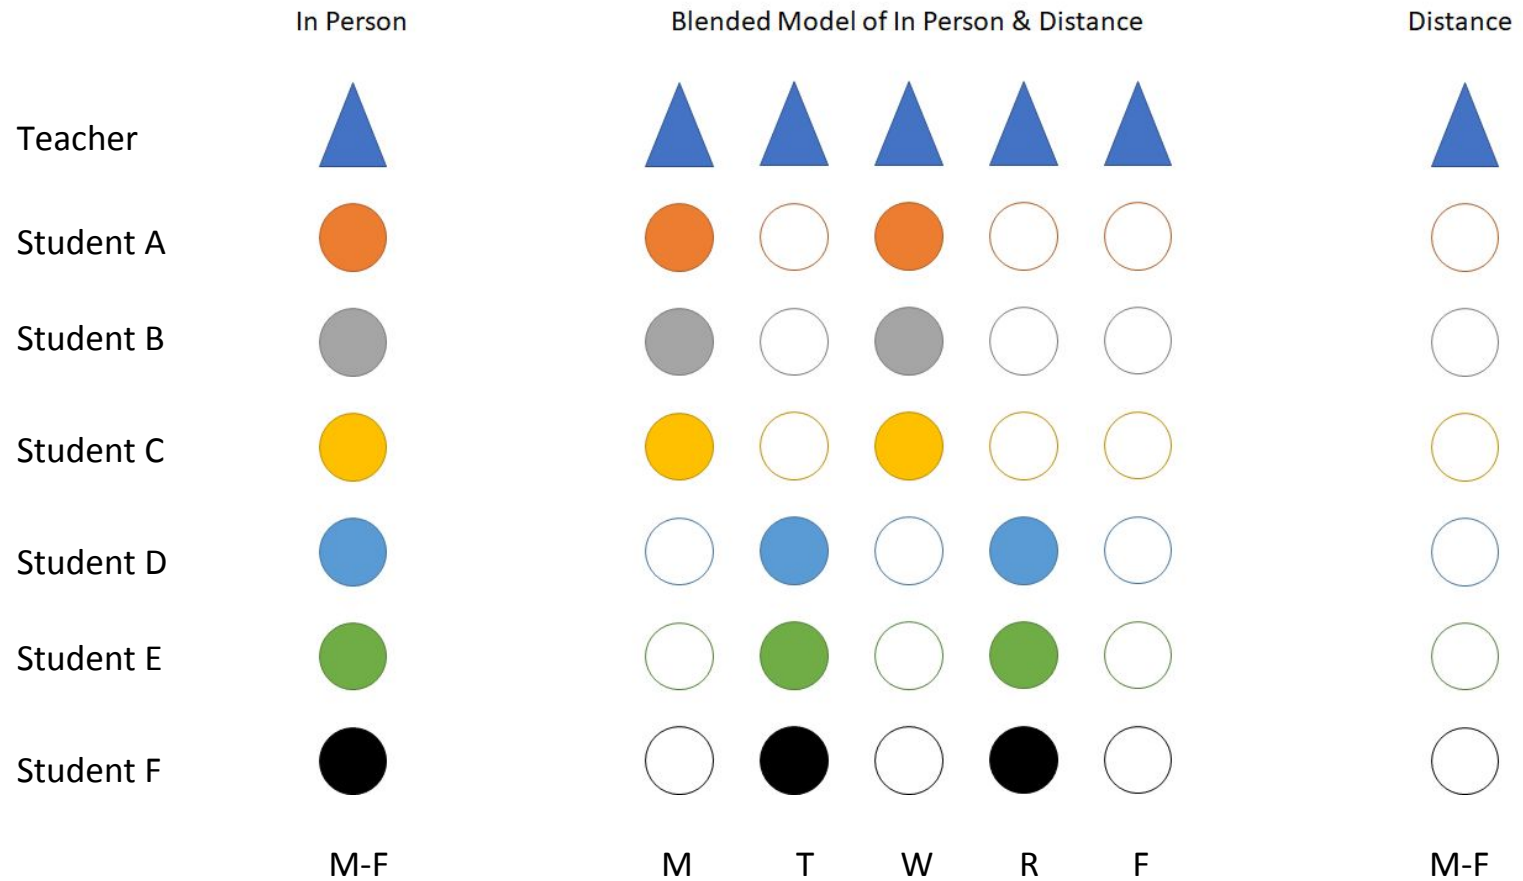 In Person Blended Model of In Person & Distance Distance
Teacher
Student A
Student B
Student C
Student D
Student E
Student F
M-F M T W R F M-F